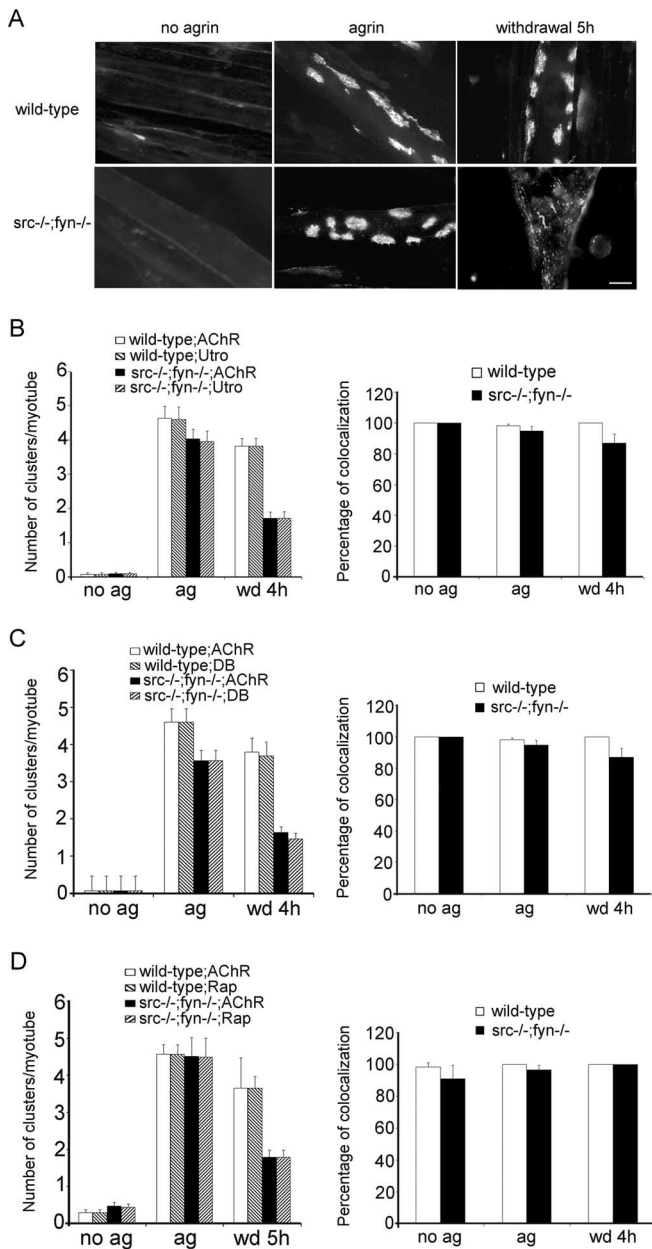 A
no agrin agrin withdrawal 5h
wild-type
src-/-;fyn-/-
B
wild-type;AChR
wild-type;Utro
src-/-;fyn-/-;AChR
src-/-;fyn-/-;Utro
Number of clusters/myotube
6
5
4
3
2
1
0
no ag ag wd 4h
wild-type
src-/-;fyn-/-
Percentage of colocalization
120
100
80
60
40
20
0
no ag ag wd 4h
C
wild-type;AChR
wild-type;DB
src-/-;fyn-/-;AChR
src-/-;fyn-/-;DB
Number of clusters/myotube
6
5
4
3
2
1
0
no ag ag wd 4h
wild-type
src-/-;fyn-/-
Percentage of colocalization
120
100
80
60
40
20
0
no ag ag wd 4h
D
wild-type;AChR
wild-type;Rap
src-/-;fyn-/-;AChR
src-/-;fyn-/-;Rap
Number of clusters/myotube
6
5
4
3
2
1
0
no ag ag wd 5h
wild-type
src-/-;fyn-/-
Percentage of colocalization
120
100
80
60
40
20
0
no ag ag wd 4h